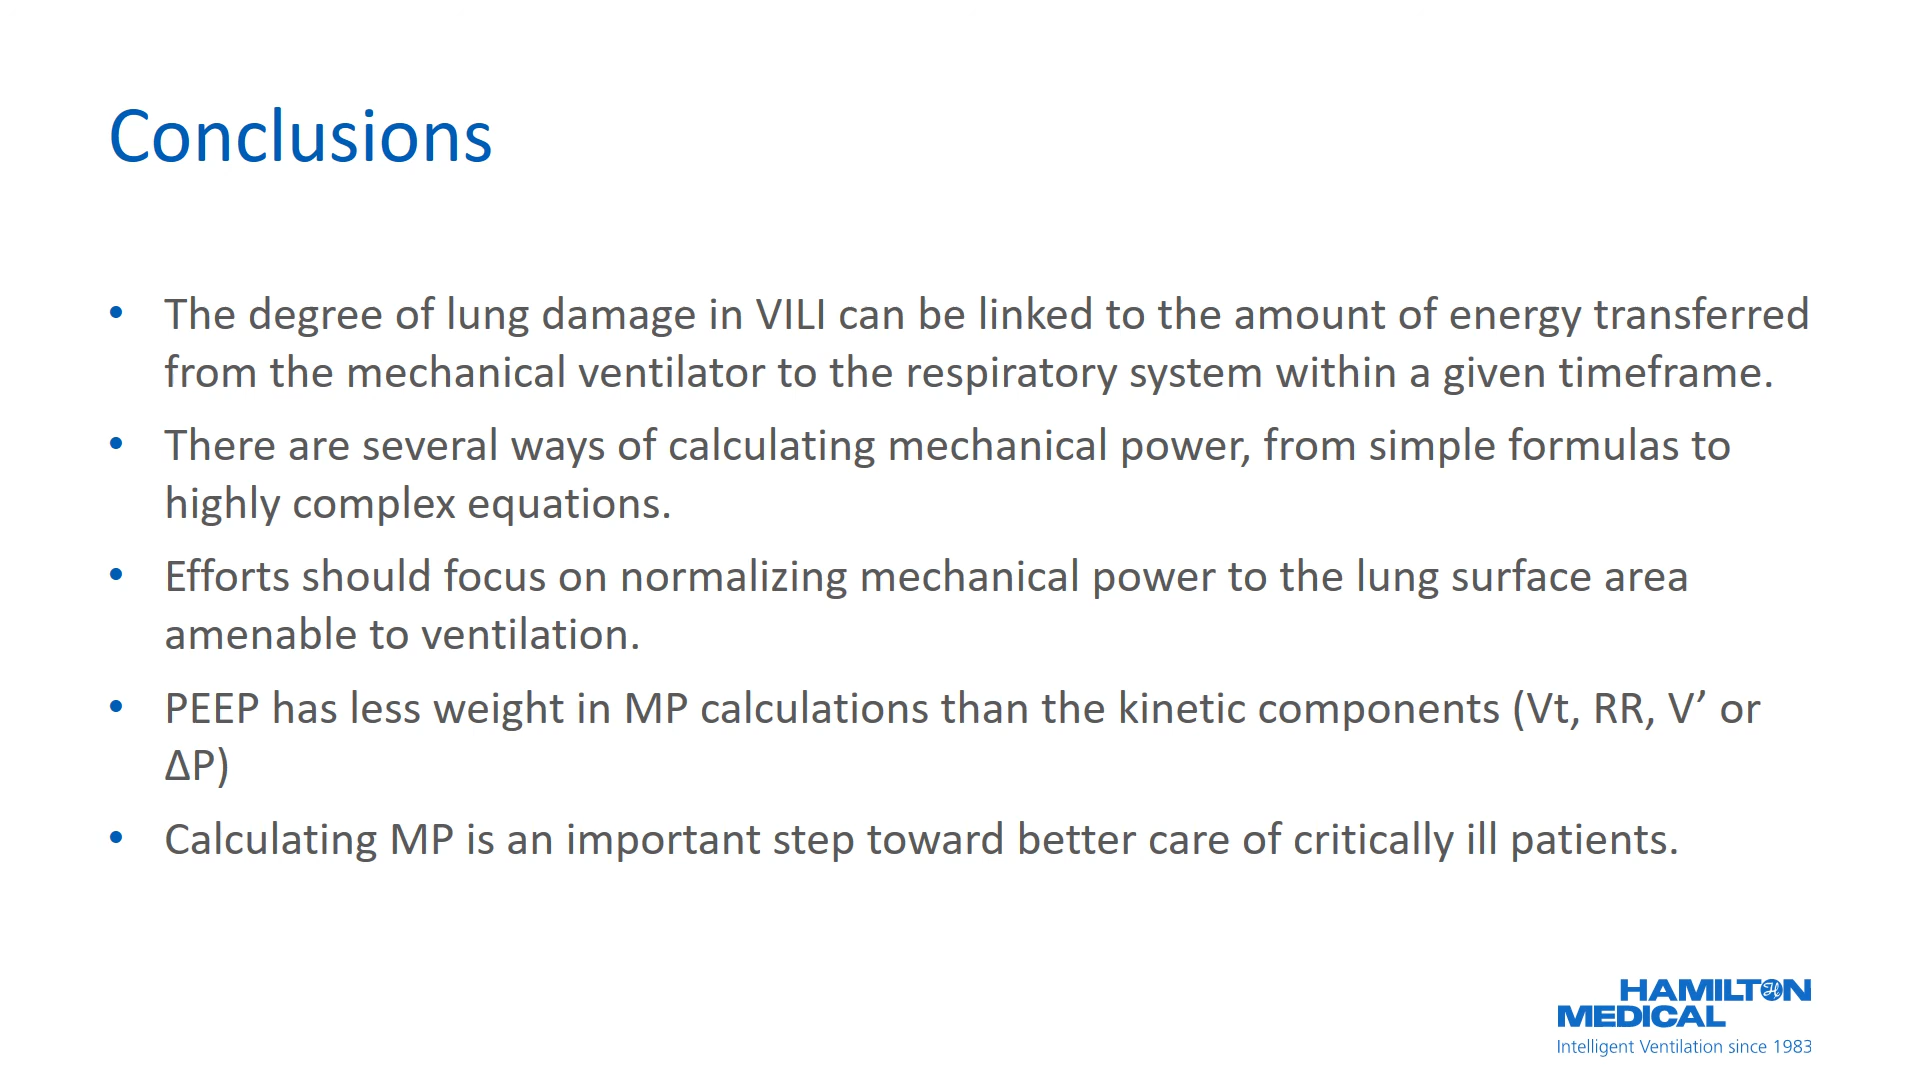 Conclusions
• The degree of lung damage in VILI can be linked to the amount of energy transferred
from the mechanical ventilator to the respiratory system within a given timeframe.
• There are several ways of calculating mechanical power, from simple formulas to
highly complex equations.
• Efforts should focus on normalizing mechanical power to the lung surface area
amenable to ventilation.
• PEEP has less weight in MP calculations than the kinetic components (Vt, RR, V’ or
ΔP)
• Calculating MP is an important step toward better care of critically ill patients.
HAMILTON
MEDICAL
Intelligent Ventilation since 1983